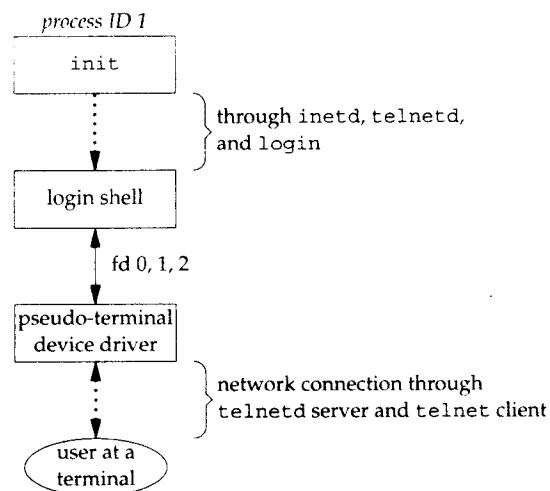 process ID 1
init
through inetd, telnetd,
and login
login shell
fd 0, 1, 2
pseudo-terminal
device driver
network connection through
telnetd server and telnet client
user at a
terminal